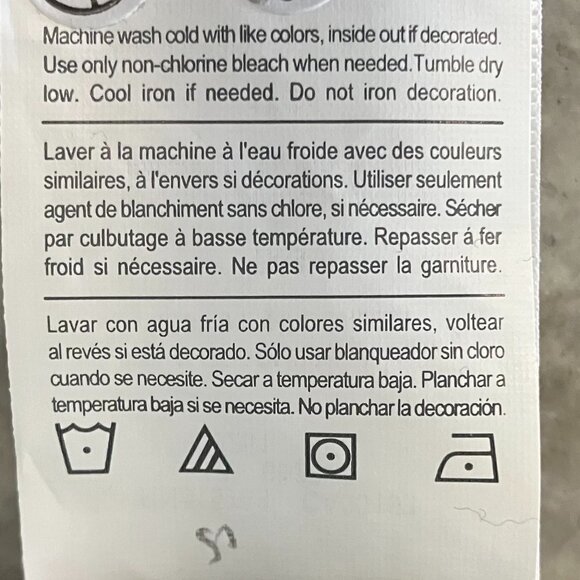 Machine wash cold with like colors, inside out if decorated.
Use only non-chlorine bleach when needed.Tumble dry
low. Cool iron if needed. Do not iron decoration.
Laver à la machine à l'eau froide avec des couleurs
similaires, à l'envers si décorations. Utiliser seulement
agent de blanchiment sans chlore, si nécessaire. Sécher
par culbutage à basse température. Repasser á fer
froid si nécessaire. Ne pas repasser la garniture.
Lavar con agua fría con colores similares, voltear
al revés si está decorado. Sólo usar blanqueador sin cloro
cuando se necesite. Secar a temperatura baja. Planchar a
temperatura baja si se necesita. No planchar la decoración.